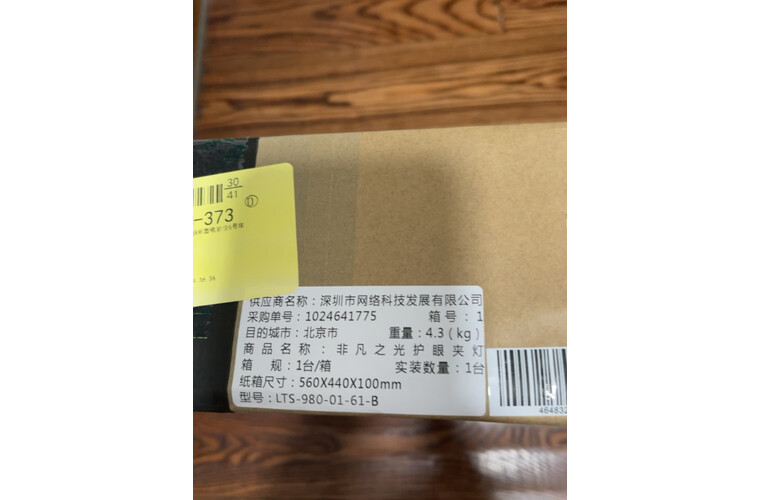 30
41
-373
供应商名称：深圳市网络科技发展有限公司
采购单号：1024641775 箱号：1
目的城市：北京市 重量：4.3（kg）
商品名称：非凡之光护眼夹灯
箱 规：1台/箱 实装数量：1台
纸箱尺寸：560X440X100mm
型号：LTS-980-01-61-B
464832